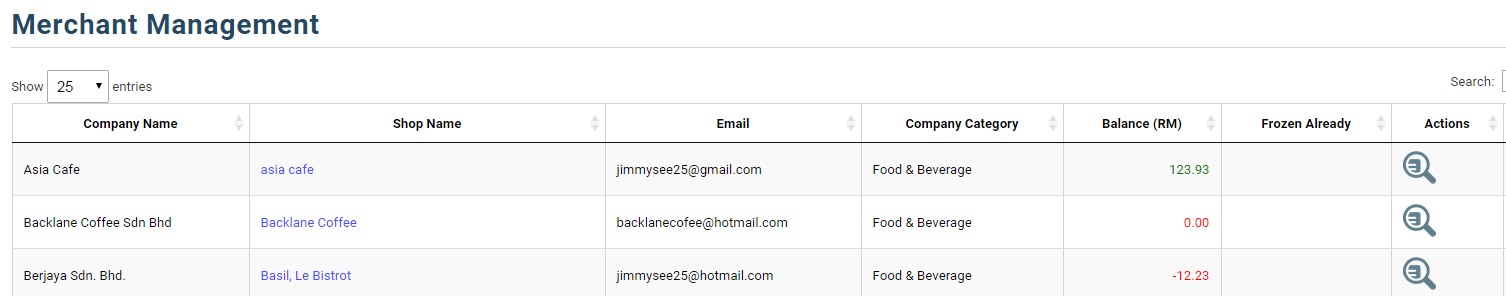 Merchant Management
Show 25 entries
Search:
Company Name Shop Name Email Company Category Balance (RM) Frozen Already Actions
Asia Cafe asia cafe jimmysee25@gmail.com Food & Beverage 123.93
Backlane Coffee Sdn Bhd Backlane Coffee backlanecofee@hotmail.com Food & Beverage 0.00
Berjaya Sdn. Bhd. Basil, Le Bistrot jimmysee25@hotmail.com Food & Beverage -12.23